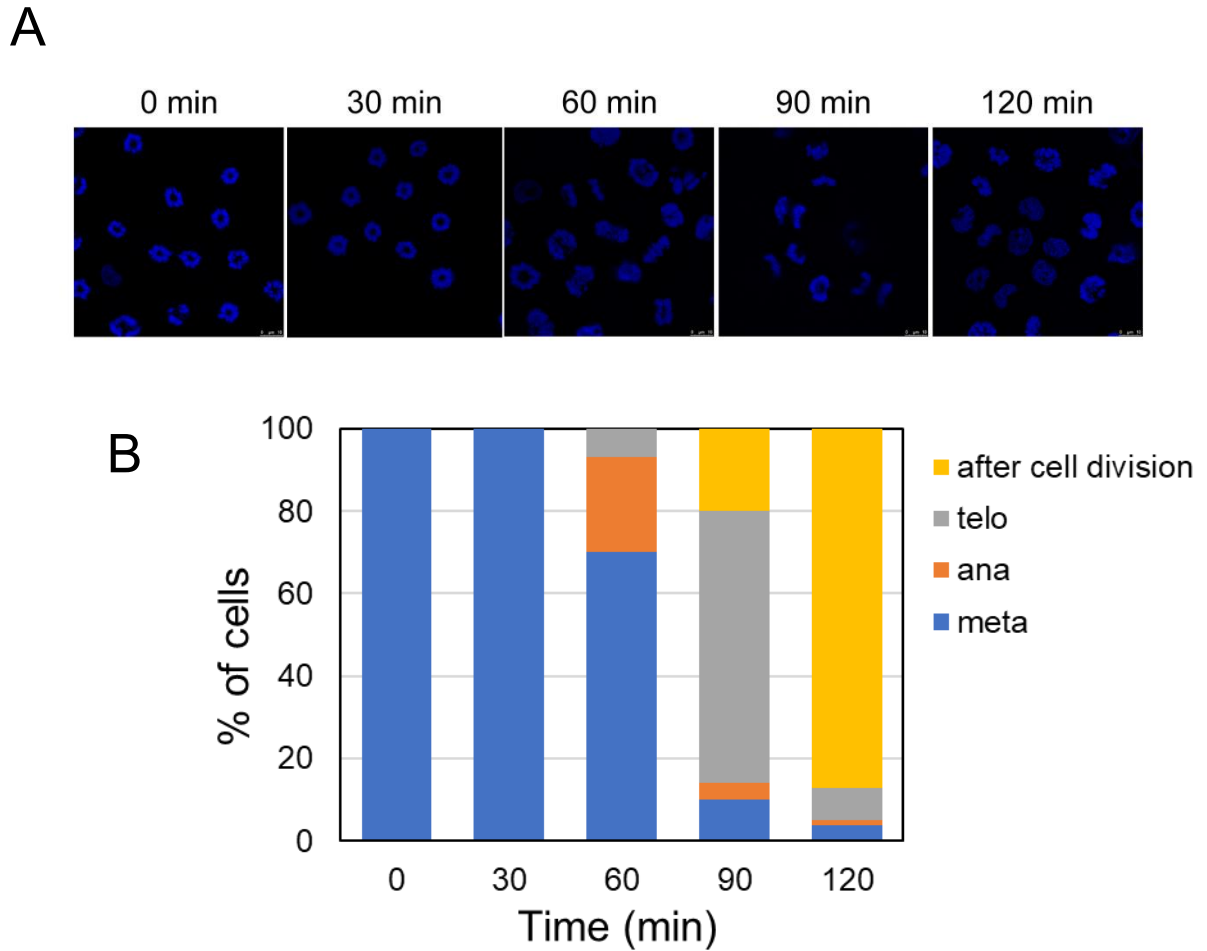 A
0 min 30 min 60 min 90 min 120 min
B
100
80
60
40
20
0
% of cells
0 30 60 90 120
Time (min)
after cell division
telo
ana
meta